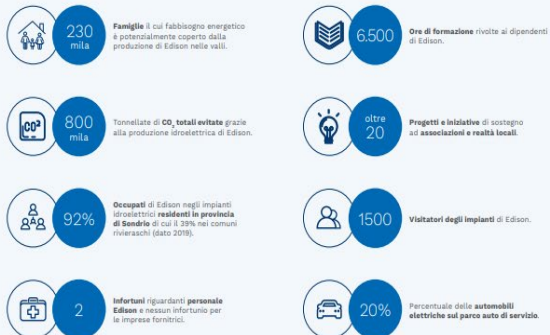 230
mila
Famiglie il cui fabbisogno energetico
è potenzialmente coperto dalla
produzione di Edison nelle valli.
6.500
Ore di formazione rivolte ai dipendenti
di Edison.
CO²
800
mila
Tonnellate di CO₂ totali evitate grazie
alla produzione idroelettrica di Edison.
oltre
20
Progetti e iniziative di sostegno
ad associazioni e realtà locali.
92%
Occupati di Edison negli impianti
idroelettrici residenti in provincia
di Sondrio di cui il 39% nei comuni
rivieraschi (dato 2019).
1500
Visitatori degli impianti di Edison.
2
Infortuni riguardanti personale
Edison e nessun infortunio per
le imprese fornitrici.
20%
Percentuale delle automobili
elettriche sul parco auto di servizio.